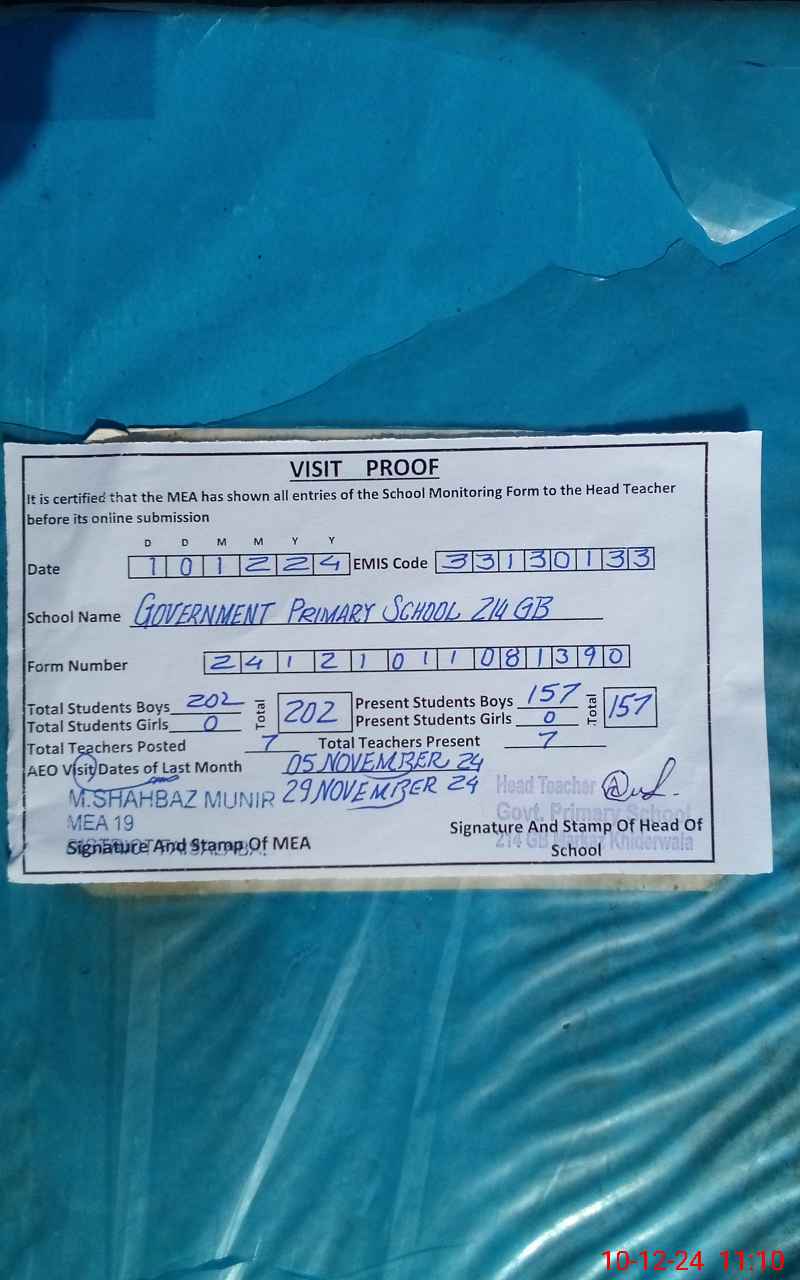 VISIT PROOF
It is certified that the MEA has shown all entries of the School Monitoring Form to the Head Teacher
before its online submission
D D M M Y Y
Date 1 0 1 2 2 4 EMIS Code 3 3 1 3 0 1 3 3
School Name GOVERNMENT PRIMARY SCHOOL 214 GB
Form Number 2 4 1 2 1 0 1 1 0 8 1 3 9 0
Total Students Boys 202 Total 202 Present Students Boys 157 Total 157
Total Students Girls 0 Present Students Girls 0
Total Teachers Posted 7 Total Teachers Present 7
AEO Visit Dates of Last Month 05 NOVEMBER 24
29 NOVEMBER 24
M.SHAHBAZ MUNIR
MEA 19
Signature And Stamp Of MEA
Head Teacher
Govt. Primary School
214 GB Markaz Khiderwala
Signature And Stamp Of Head Of
School
10-12-24 11:10